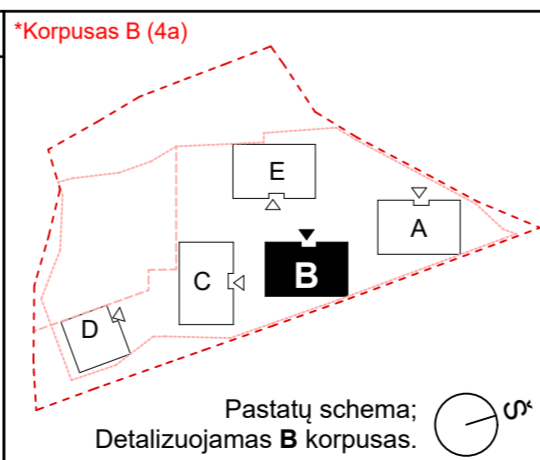 *Korpusas B (4a)
E
A
B
C
D
Pastatų schema;
Detalizuojamas B korpusas.
Š